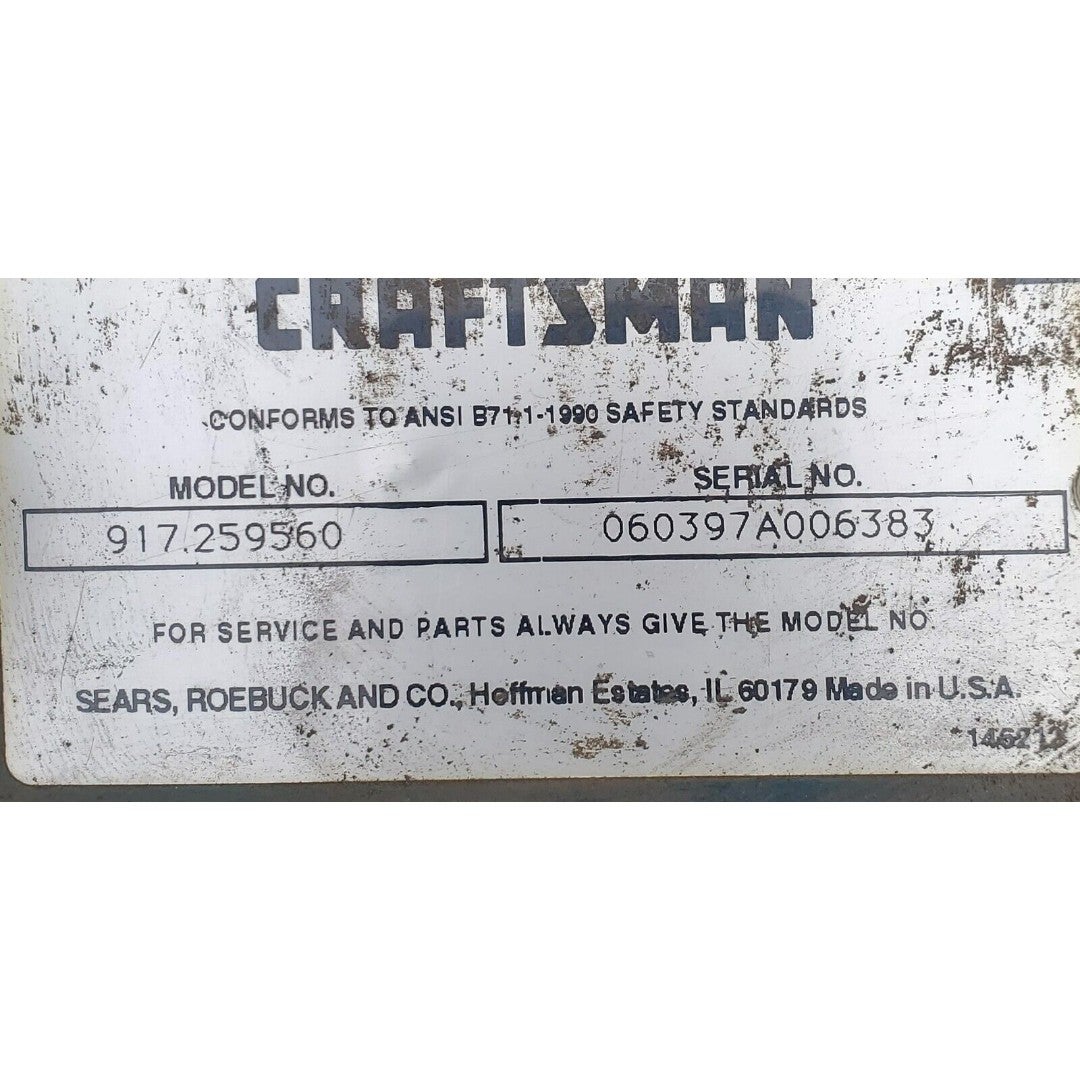 CRAFTSMAN
CONFORMS TO ANSI B71.1-1990 SAFETY STANDARDS
MODEL NO.
SERIAL NO.
917.259560
060397A006383
FOR SERVICE AND PARTS ALWAYS GIVE THE MODEL NO
SEARS, ROEBUCK AND CO., Hoffman Estates, IL 60179 Made in U.S.A.